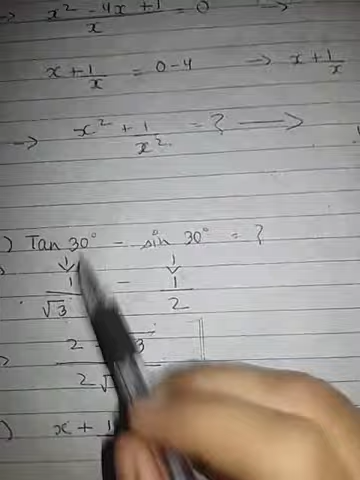 → x² - 4x + 1 / x = 0 →
x + 1/x = 0 - 4 → x + 1/x
→ x² + 1/x² = ? →
) Tan 30° - sin 30° = ?
↓ ↓
1/√3 - 1/2
2 - 3 / 2√
) x + 1